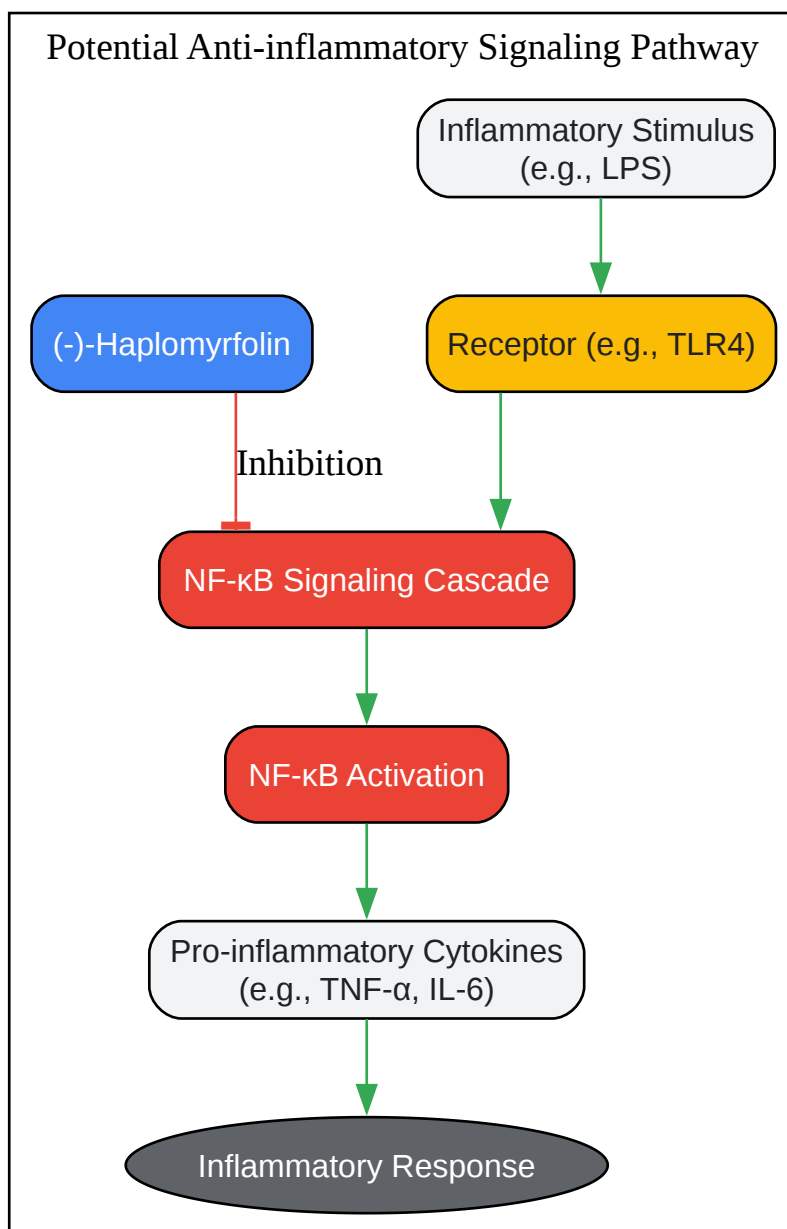 Potential Anti-inflammatory Signaling Pathway
Inflammatory Stimulus
(e.g., LPS)
(-)-Haplomyrfolin
Receptor (e.g., TLR4)
Inhibition
NF-κB Signaling Cascade
NF-κB Activation
Pro-inflammatory Cytokines
(e.g., TNF-α, IL-6)
Inflammatory Response